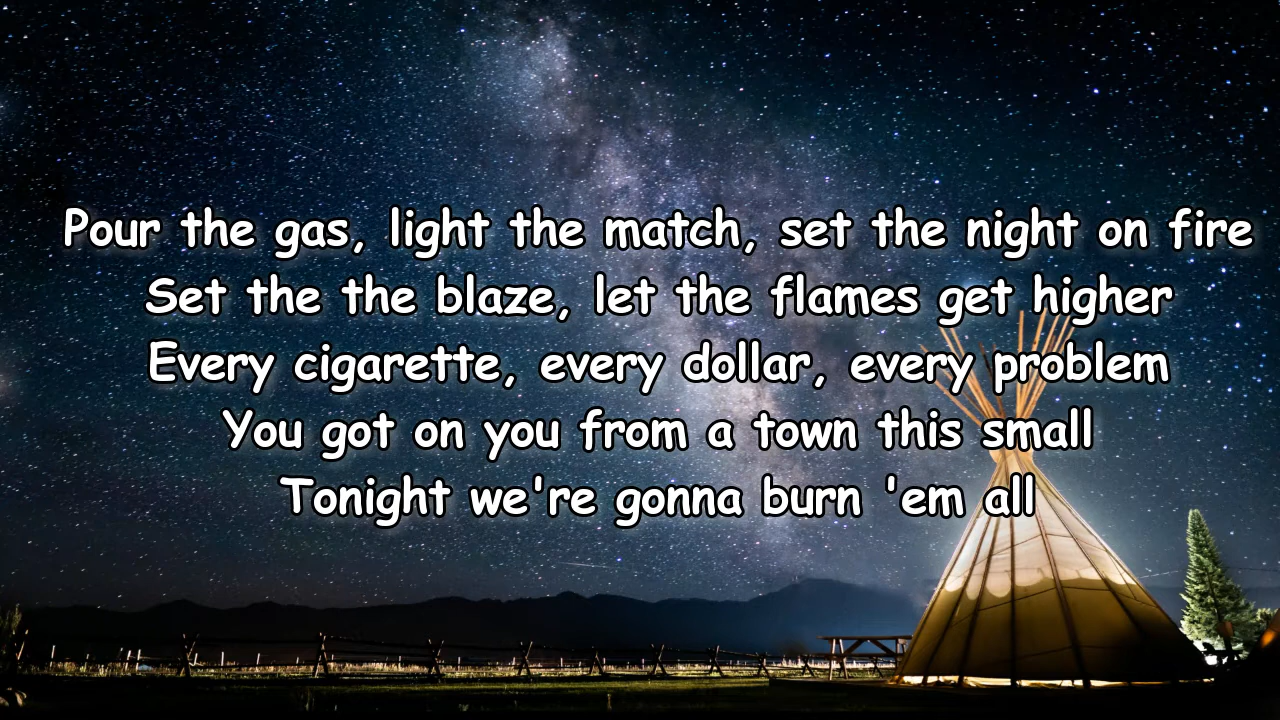 Pour the gas, light the match, set the night on fire
Set the the blaze, let the flames get higher
Every cigarette, every dollar, every problem
You got on you from a town this small
Tonight we're gonna burn 'em all